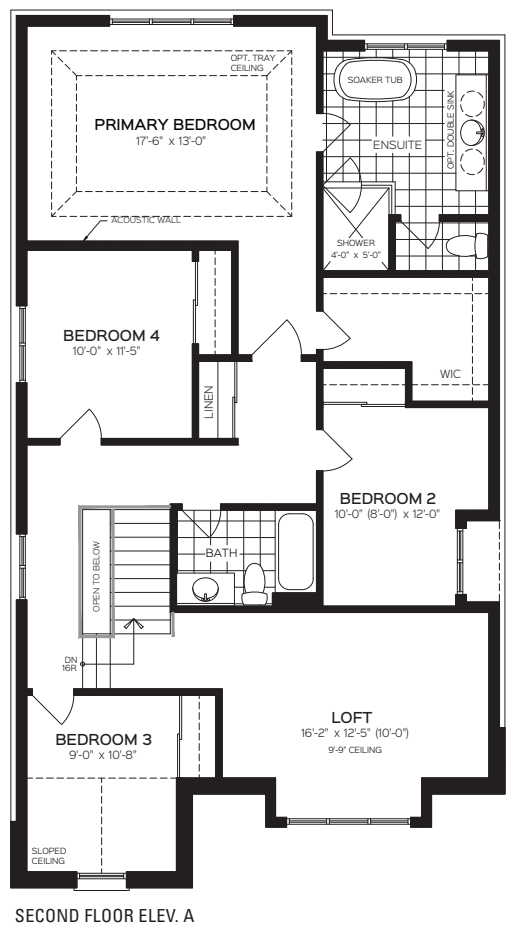 OPT. TRAY
CEILING
PRIMARY BEDROOM
17'-6" x 13'-0"
ACOUSTIC WALL
SOAKER TUB
ENSUITE
OPT. DOUBLE SINK
SHOWER
4'-0" x 5'-0"
BEDROOM 4
10'-0" x 11'-5"
LINEN
WIC
BEDROOM 2
10'-0" (8'-0") x 12'-0"
BATH
OPEN TO BELOW
DN
16R
BEDROOM 3
9'-0" x 10'-8"
LOFT
16'-2" x 12'-5" (10'-0")
9'-9" CEILING
SLOPED
CEILING
SECOND FLOOR ELEV. A